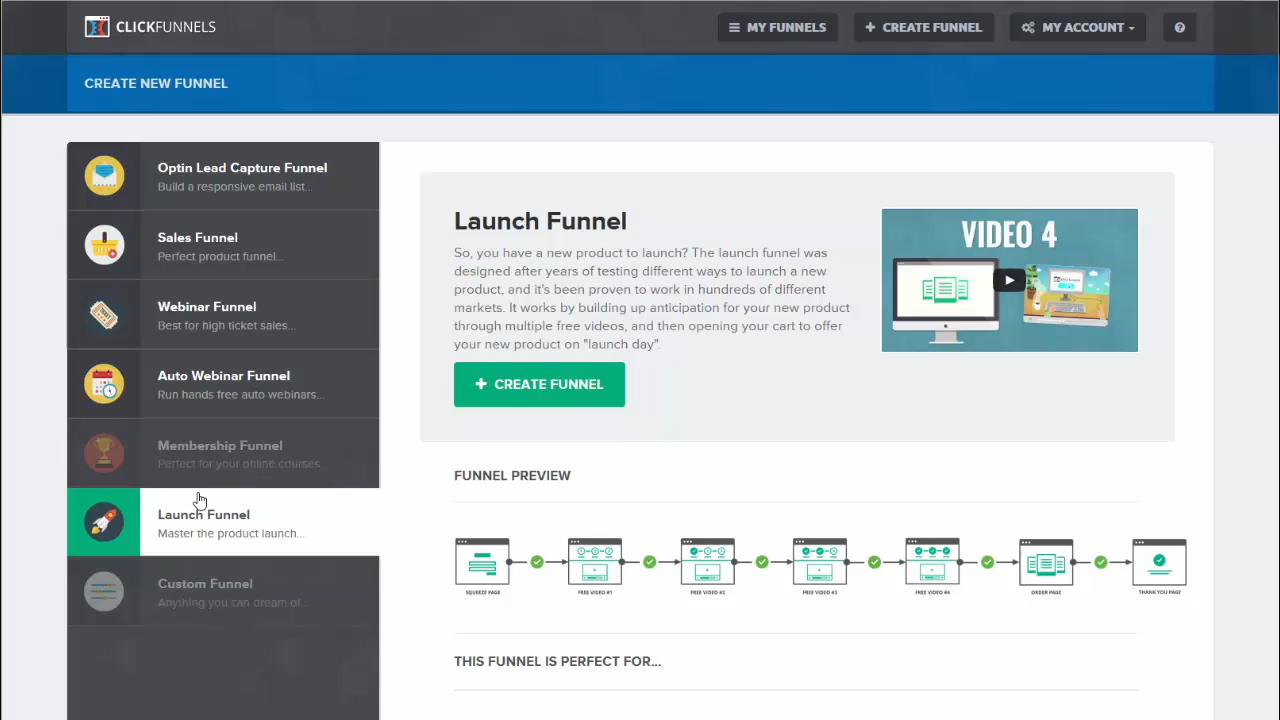 CLICKFUNNELS
MY FUNNELS
CREATE FUNNEL
MY ACCOUNT
CREATE NEW FUNNEL
Optin Lead Capture Funnel
Build a responsive email list...
Sales Funnel
Perfect product funnel...
Webinar Funnel
Best for high ticket sales...
Auto Webinar Funnel
Run hands free auto webinars...
Membership Funnel
Perfect for your online courses...
Launch Funnel
Master the product launch...
Custom Funnel
Anything you can dream of...
Launch Funnel
So, you have a new product to launch? The launch funnel was
designed after years of testing different ways to launch a new
product, and it's been proven to work in hundreds of different
markets. It works by building up anticipation for your new product
through multiple free videos, and then opening your cart to offer
your new product on "launch day".
CREATE FUNNEL
VIDEO 4
FUNNEL PREVIEW
SQUEEZE PAGE
FREE VIDEO #1
FREE VIDEO #2
FREE VIDEO #3
FREE VIDEO #4
ORDER PAGE
THANK YOU PAGE
THIS FUNNEL IS PERFECT FOR...